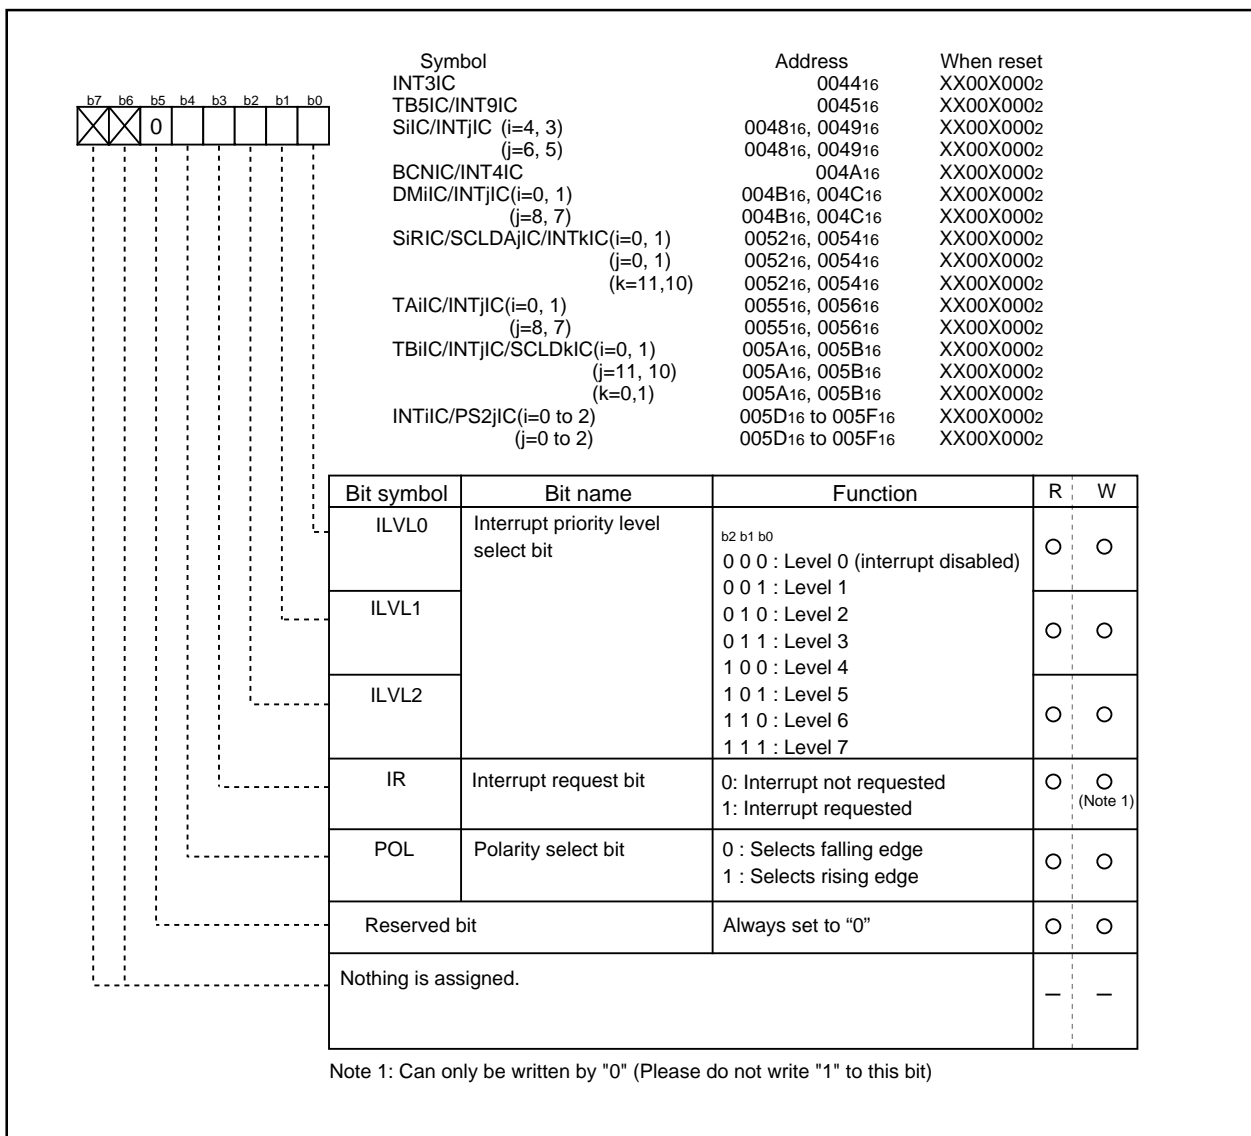 Symbol Address When reset
INT3IC 004416 XX00X0002
b7 b6 b5 b4 b3 b2 b1 b0
TB5IC/INT9IC 004516 XX00X0002
0
SiIC/INTjIC (i=4, 3) 004816, 004916 XX00X0002
(j=6, 5) 004816, 004916 XX00X0002
BCNIC/INT4IC 004A16 XX00X0002
DMiIC/INTjIC(i=0, 1) 004B16, 004C16 XX00X0002
(j=8, 7) 004B16, 004C16 XX00X0002
SiRIC/SCLDAjIC/INTkIC(i=0, 1) 005216, 005416 XX00X0002
(j=0, 1) 005216, 005416 XX00X0002
(k=11,10) 005216, 005416 XX00X0002
TAiIC/INTjIC(i=0, 1) 005516, 005616 XX00X0002
(j=8, 7) 005516, 005616 XX00X0002
TBiIC/INTjIC/SCLDkIC(i=0, 1) 005A16, 005B16 XX00X0002
(j=11, 10) 005A16, 005B16 XX00X0002
(k=0,1) 005A16, 005B16 XX00X0002
INTiIC/PS2jIC(i=0 to 2) 005D16 to 005F16 XX00X0002
(j=0 to 2) 005D16 to 005F16 XX00X0002
Bit symbol Bit name Function R W
ILVL0 Interrupt priority level
select bit
b2 b1 b0
0 0 0 : Level 0 (interrupt disabled)
0 0 1 : Level 1
ILVL1 0 1 0 : Level 2
0 1 1 : Level 3
1 0 0 : Level 4
ILVL2 1 0 1 : Level 5
1 1 0 : Level 6
1 1 1 : Level 7
IR Interrupt request bit 0: Interrupt not requested
1: Interrupt requested (Note 1)
POL Polarity select bit 0 : Selects falling edge
1 : Selects rising edge
Reserved bit Always set to “0”
Nothing is assigned. – –
Note 1: Can only be written by "0" (Please do not write "1" to this bit)